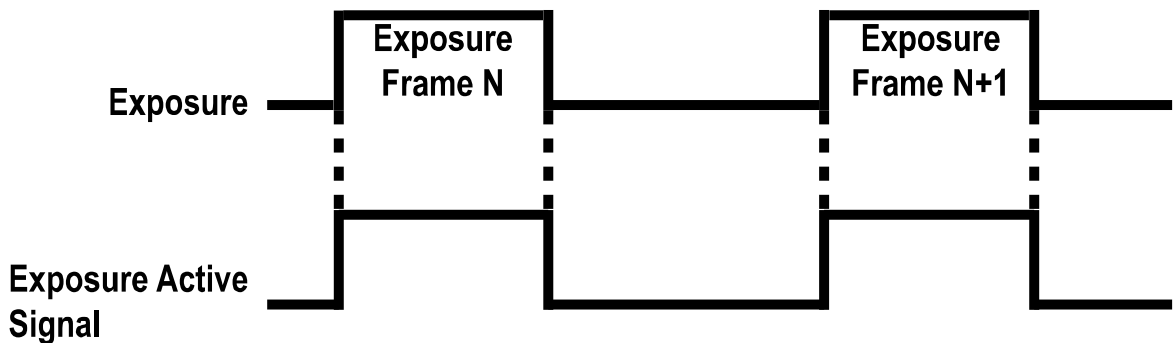 Exposure
Frame N
Exposure
Frame N+1
Exposure
Exposure Active
Signal